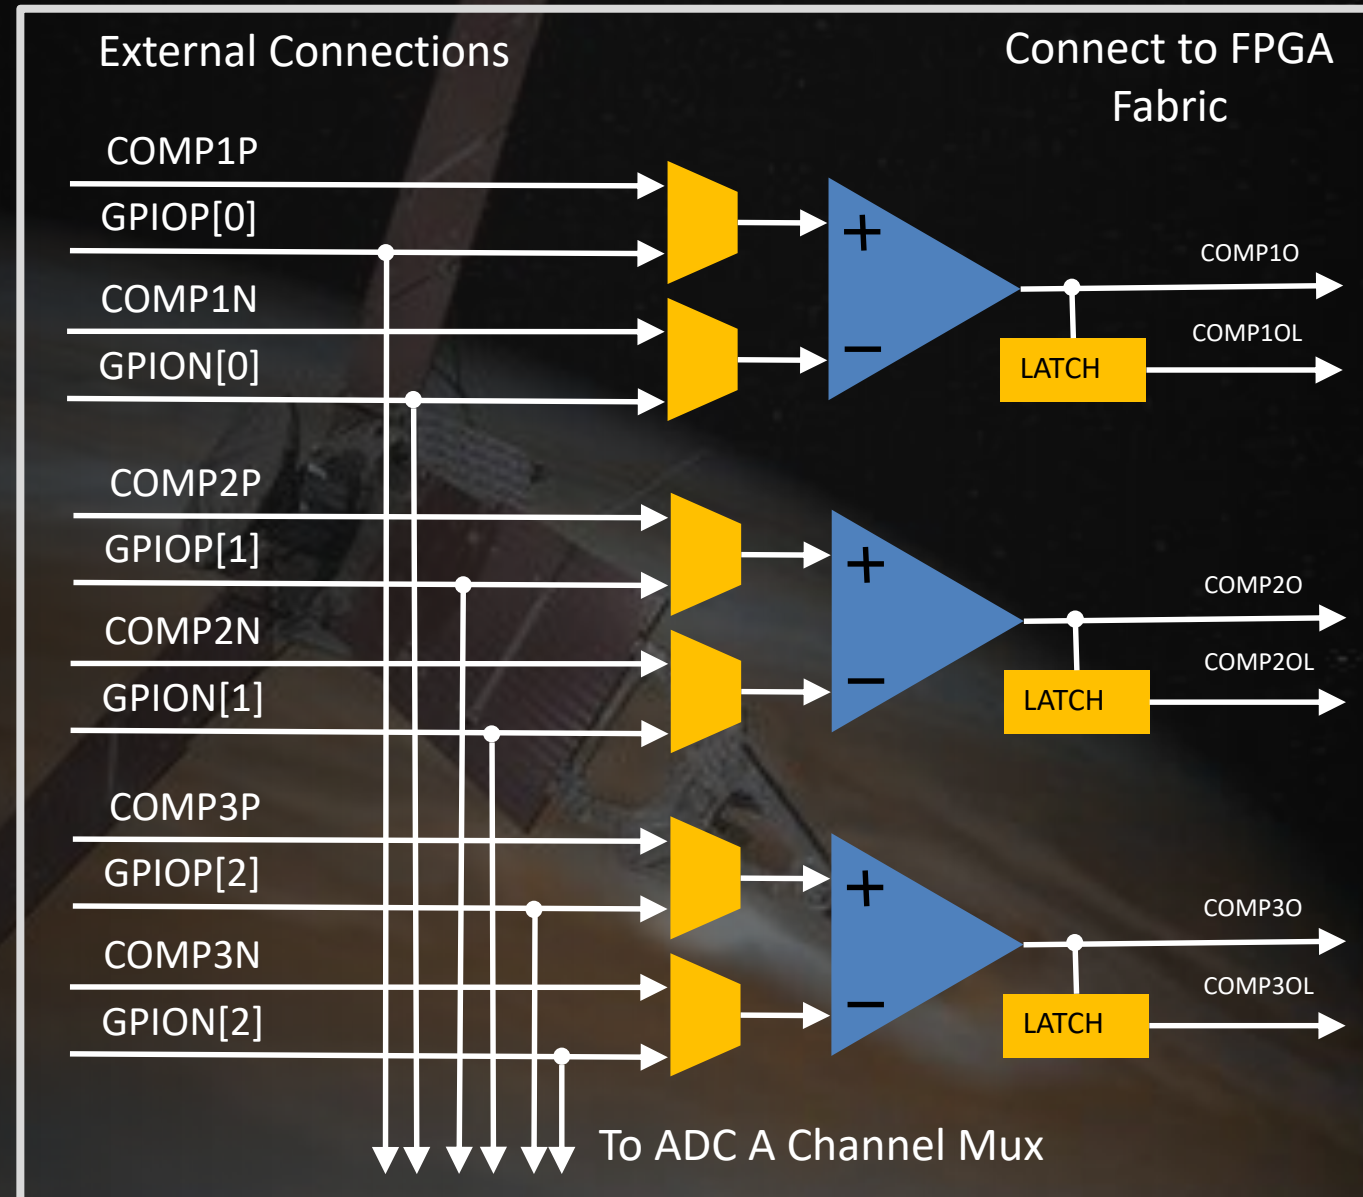 External Connections
Connect to FPGA
Fabric
COMP1P
GPIOP[0]
COMP1N
GPION[0]
+
−
COMP1O
COMP1OL
LATCH
COMP2P
GPIOP[1]
COMP2N
GPION[1]
+
−
COMP2O
COMP2OL
LATCH
COMP3P
GPIOP[2]
COMP3N
GPION[2]
+
−
COMP3O
COMP3OL
LATCH
To ADC A Channel Mux